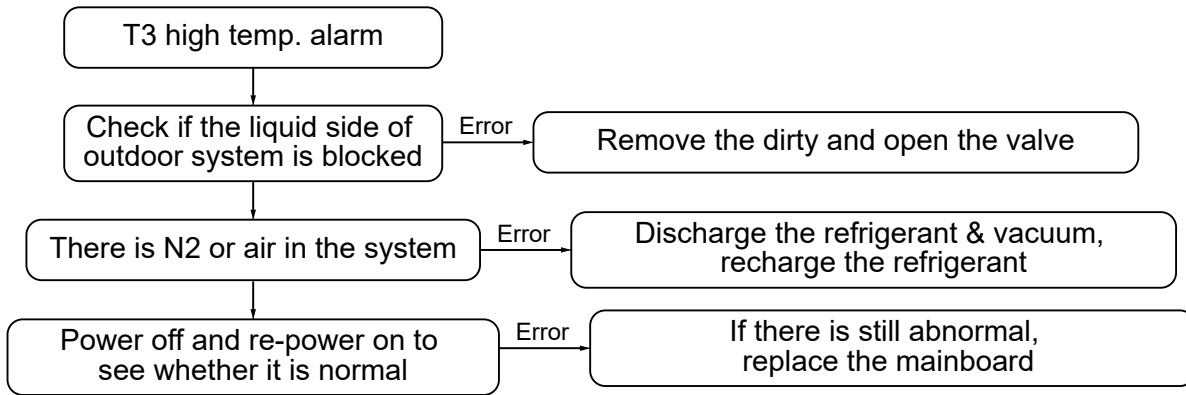 T3 high temp. alarm
Check if the liquid side of
outdoor system is blocked
Error
Remove the dirty and open the valve
There is N2 or air in the system
Error
Discharge the refrigerant & vacuum,
recharge the refrigerant
Power off and re-power on to
see whether it is normal
Error
If there is still abnormal,
replace the mainboard